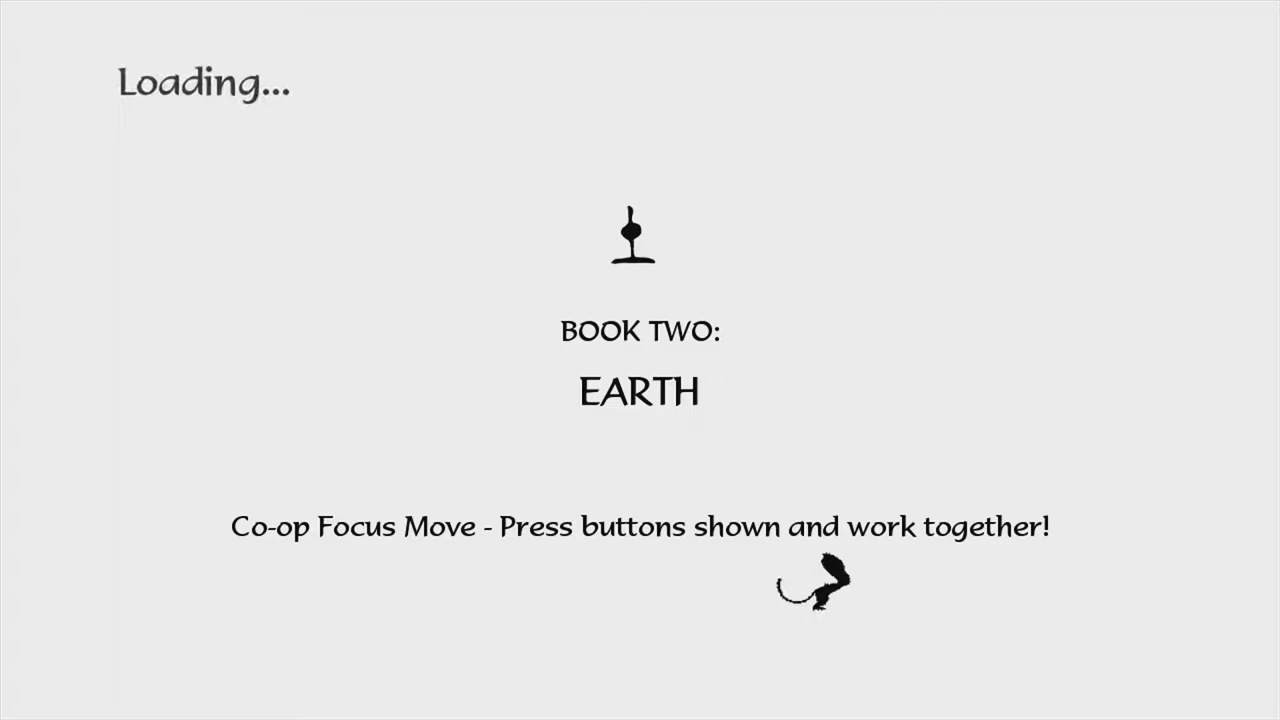 Loading...
BOOK TWO:
EARTH
Co-op Focus Move - Press buttons shown and work together!